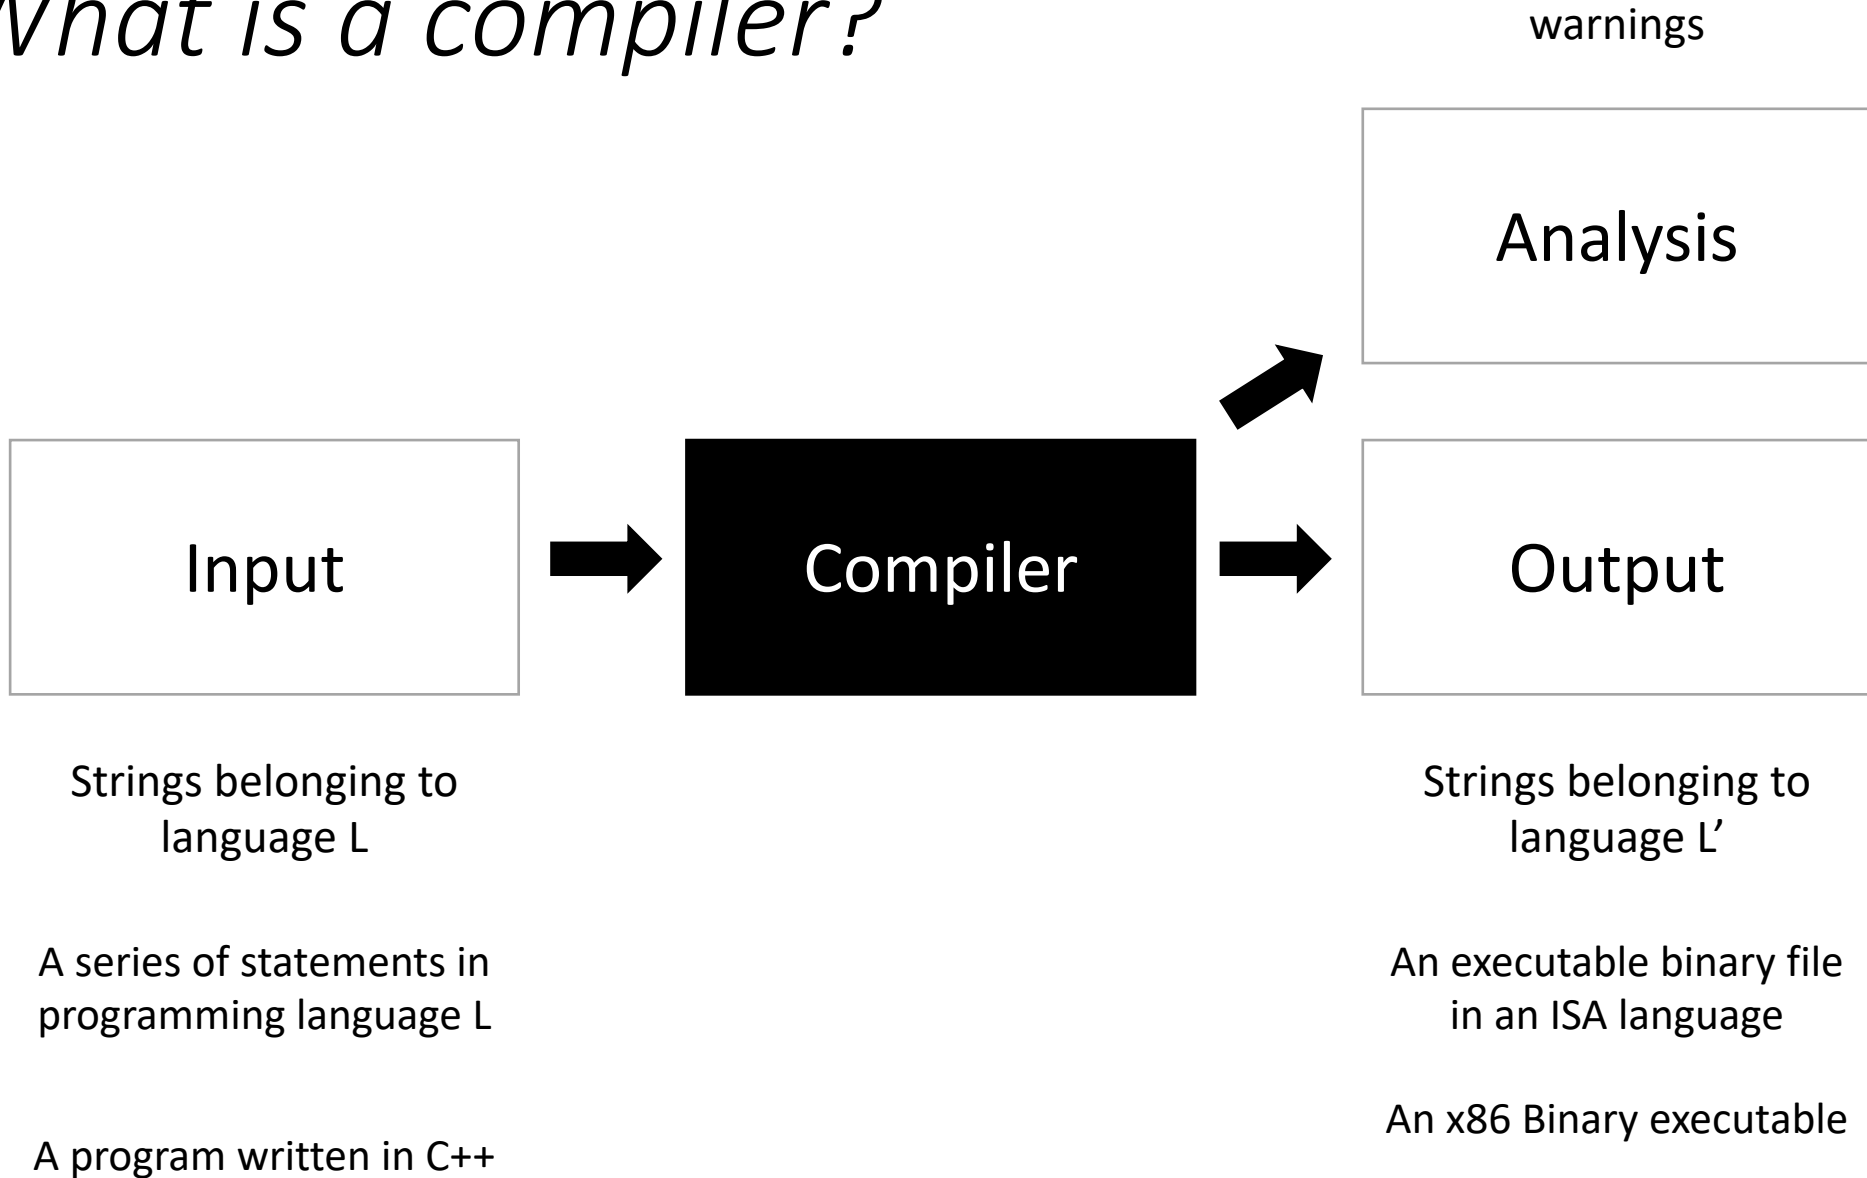 What is a compiler?
warnings
Analysis
Input
Compiler
Output
Strings belonging to
language L
Strings belonging to
language L’
A series of statements in
programming language L
An executable binary file
in an ISA language
An x86 Binary executable
A program written in C++